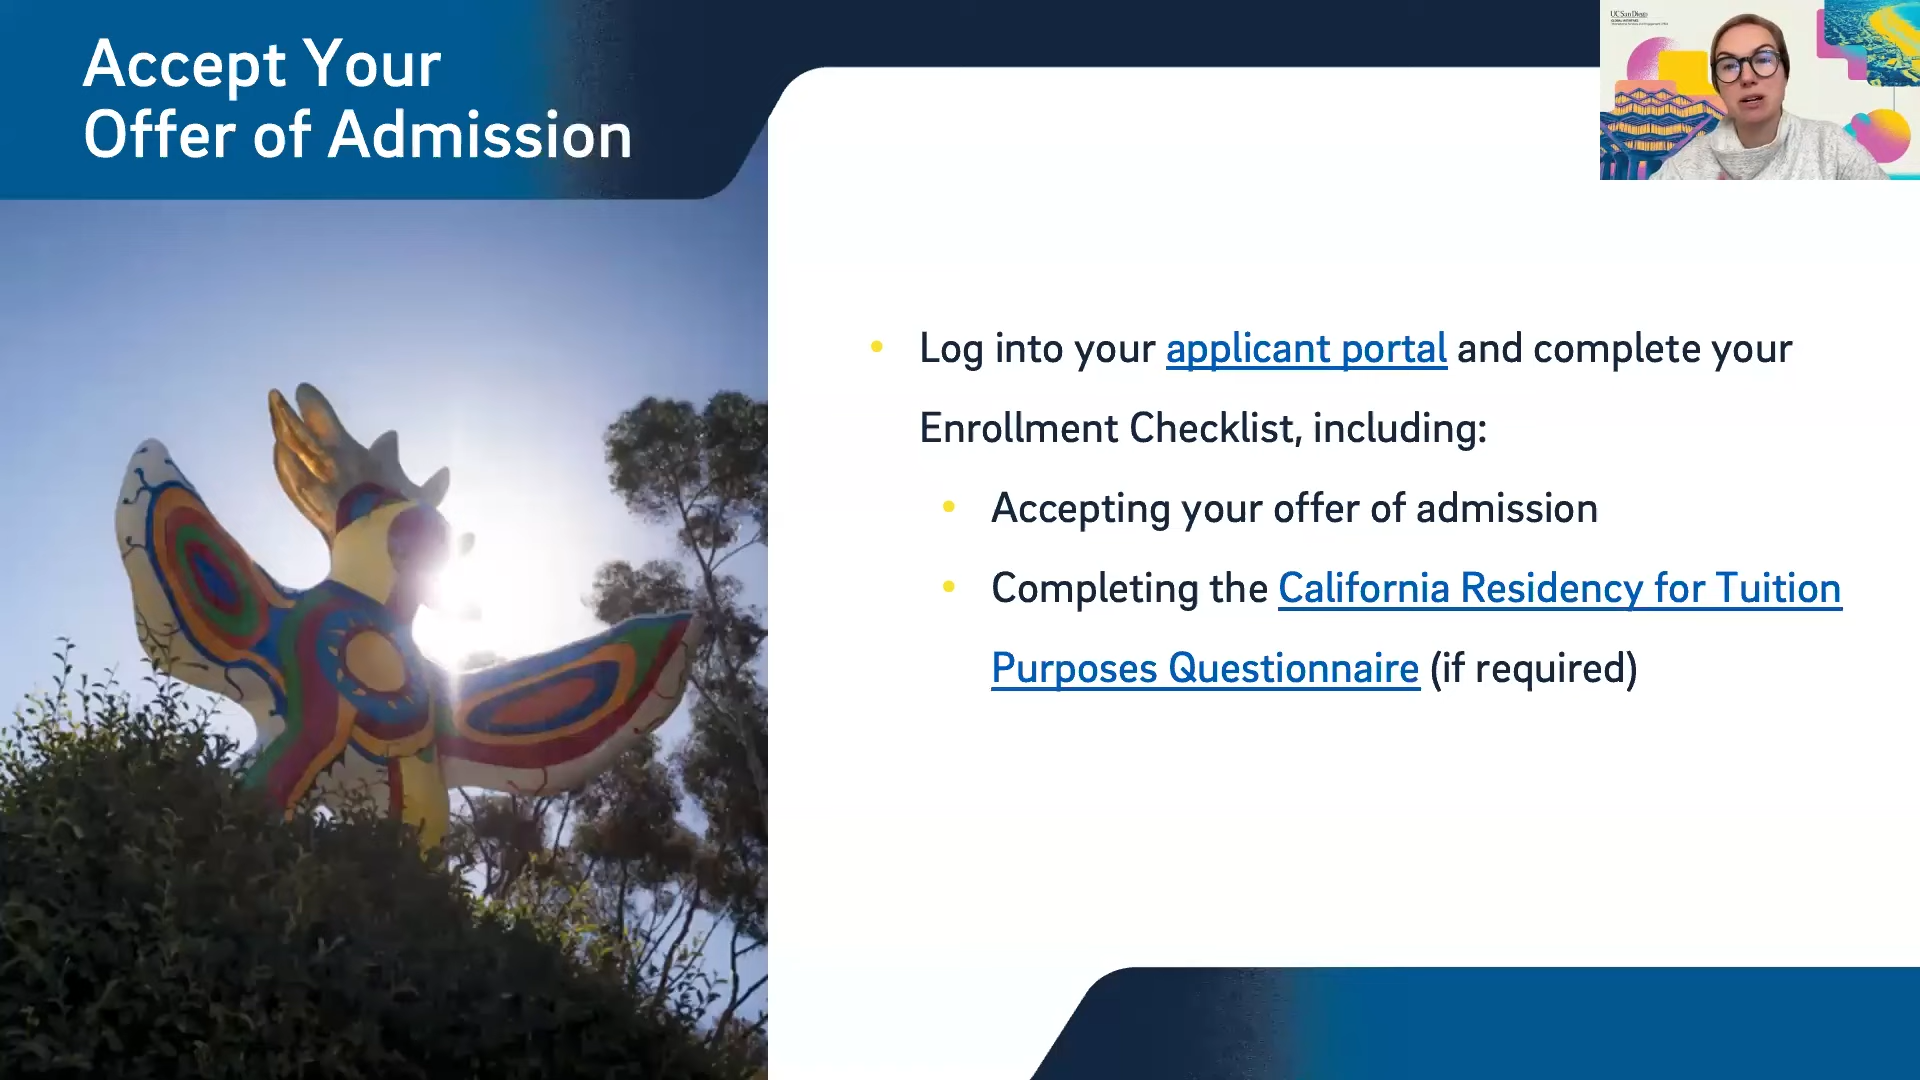 Accept Your
Offer of Admission
UC San Diego
• Log into your applicant portal and complete your
Enrollment Checklist, including:
• Accepting your offer of admission
• Completing the California Residency for Tuition
Purposes Questionnaire (if required)